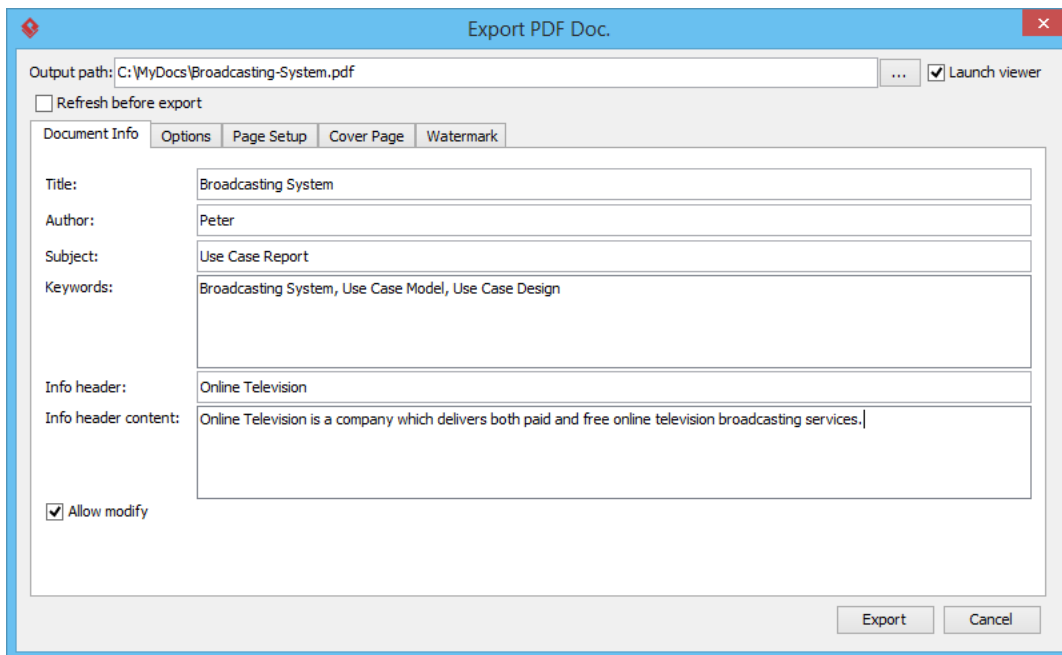 Export PDF Doc.
Output path: C:\MyDocs\Broadcasting-System.pdf ... Launch viewer
Refresh before export
Document Info Options Page Setup Cover Page Watermark
Title: Broadcasting System
Author: Peter
Subject: Use Case Report
Keywords: Broadcasting System, Use Case Model, Use Case Design
Info header: Online Television
Info header content: Online Television is a company which delivers both paid and free online television broadcasting services.
Allow modify
Export Cancel